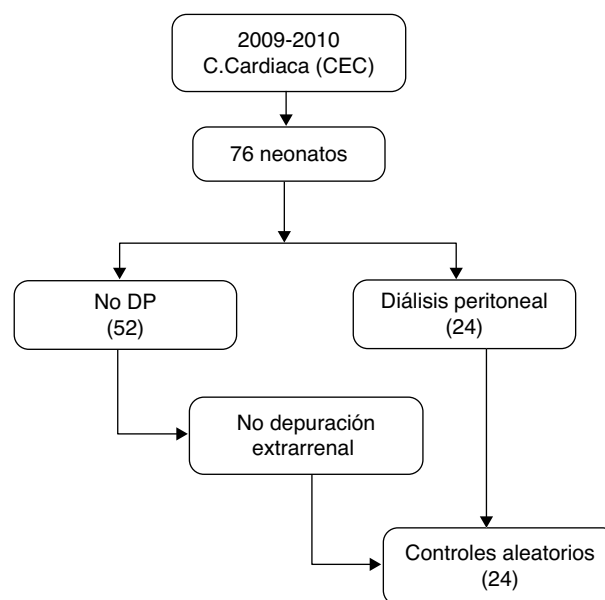 2009-2010
C.Cardiaca (CEC)
76 neonatos
No DP
(52)
Diálisis peritoneal
(24)
No depuración
extrarrenal
Controles aleatorios
(24)